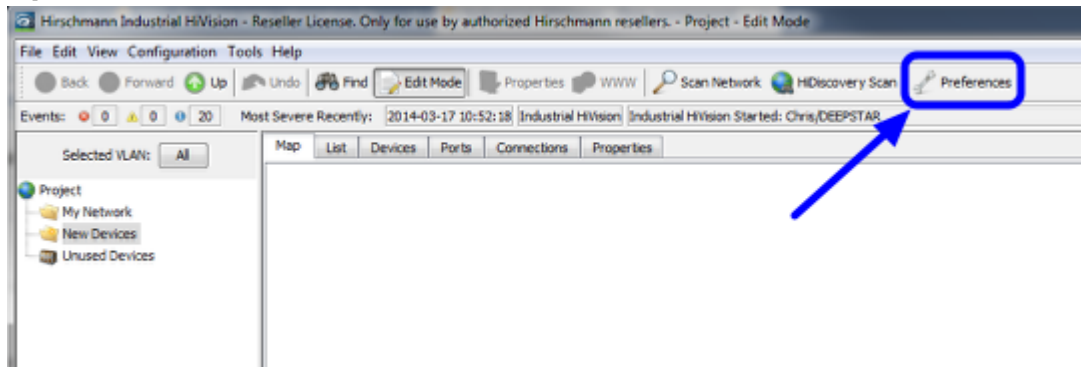 Hirschmann Industrial HiVision - Reseller License. Only for use by authorized Hirschmann resellers. - Project - Edit Mode
File Edit View Configuration Tools Help
Back Forward Up Undo Find Edit Mode Properties WWW Scan Network HiDiscovery Scan Preferences
Events: 0 0 20 Most Severe Recently: 2014-03-17 10:52:18 Industrial HiVision Industrial HiVision Started: Chris/DEEPSTAR
Selected VLAN: All Map List Devices Ports Connections Properties
Project
My Network
New Devices
Unused Devices